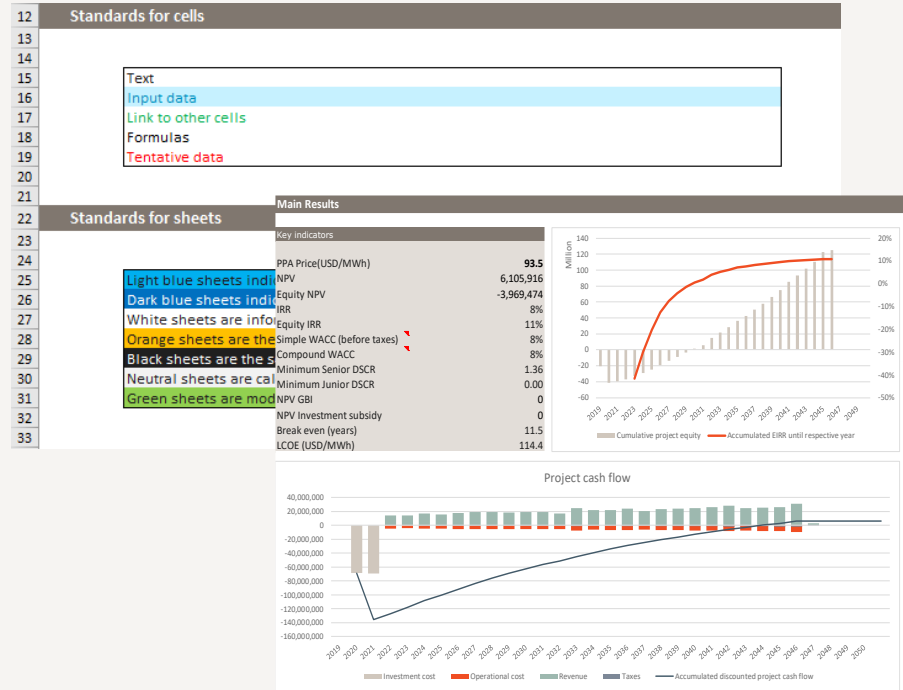 12 Standards for cells
13
14
15 Text
16 Input data
17 Link to other cells
18 Formulas
19 Tentative data
20
21
22 Standards for sheets
23
24
25 Light blue sheets indi
26 Dark blue sheets indic
27 White sheets are info
28 Orange sheets are the
29 Black sheets are the s
30 Neutral sheets are cal
31 Green sheets are mod
32
33
Main Results
Key indicators
PPA Price(USD/MWh) 93.5
NPV 6,105,916
Equity NPV -3,969,474
IRR 8%
Equity IRR 11%
Simple WACC (before taxes) 8%
Compound WACC 8%
Minimum Senior DSCR 1.36
Minimum Junior DSCR 0.00
NPV GBI 0
NPV Investment subsidy 0
Break even (years) 11.5
LCOE (USD/MWh) 114.4
Million
140
120
100
80
60
40
20
0
-20
-40
-60
20%
10%
0%
-10%
-20%
-30%
-40%
-50%
2019 2021 2023 2025 2027 2029 2031 2033 2035 2037 2039 2041 2043 2045 2047 2049
Cumulative project equity Accumulated EIRR until respective year
Project cash flow
40,000,000
20,000,000
0
-20,000,000
-40,000,000
-60,000,000
-80,000,000
-100,000,000
-120,000,000
-140,000,000
-160,000,000
2019 2020 2021 2022 2023 2024 2025 2026 2027 2028 2029 2030 2031 2032 2033 2034 2035 2036 2037 2038 2039 2040 2041 2042 2043 2044 2045 2046 2047 2048 2049 2050
Investment cost Operational cost Revenue Taxes Accumulated discounted project cash flow